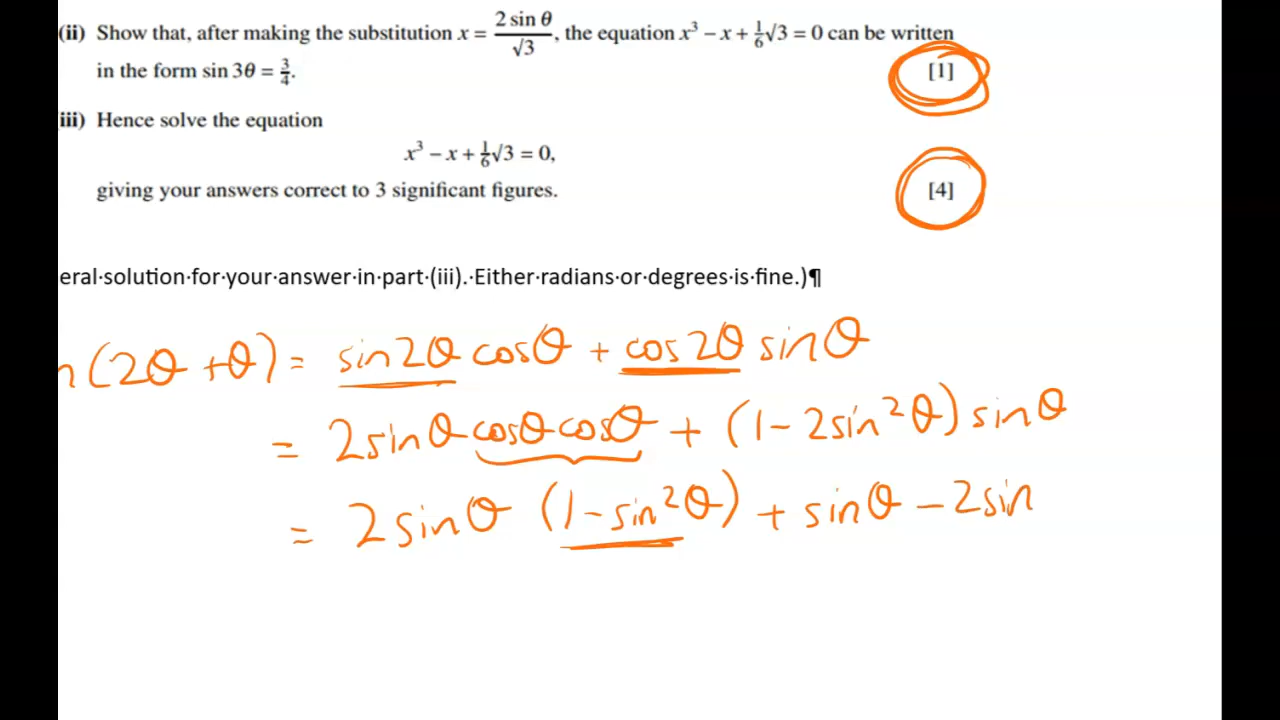 (ii) Show that, after making the substitution x = 2 sin θ / √3, the equation x³ − x + 1/6 √3 = 0 can be written
in the form sin 3θ = 3/4. [1]
iii) Hence solve the equation
x³ − x + 1/6 √3 = 0,
giving your answers correct to 3 significant figures. [4]
eral·solution·for·your·answer·in·part·(iii).·Either·radians·or·degrees·is·fine.)¶
n(2θ + θ) = sin2θ cosθ + cos2θ sinθ
= 2sinθ cosθ cosθ + (1 − 2sin²θ) sinθ
= 2sinθ (1 − sin²θ) + sinθ − 2sin